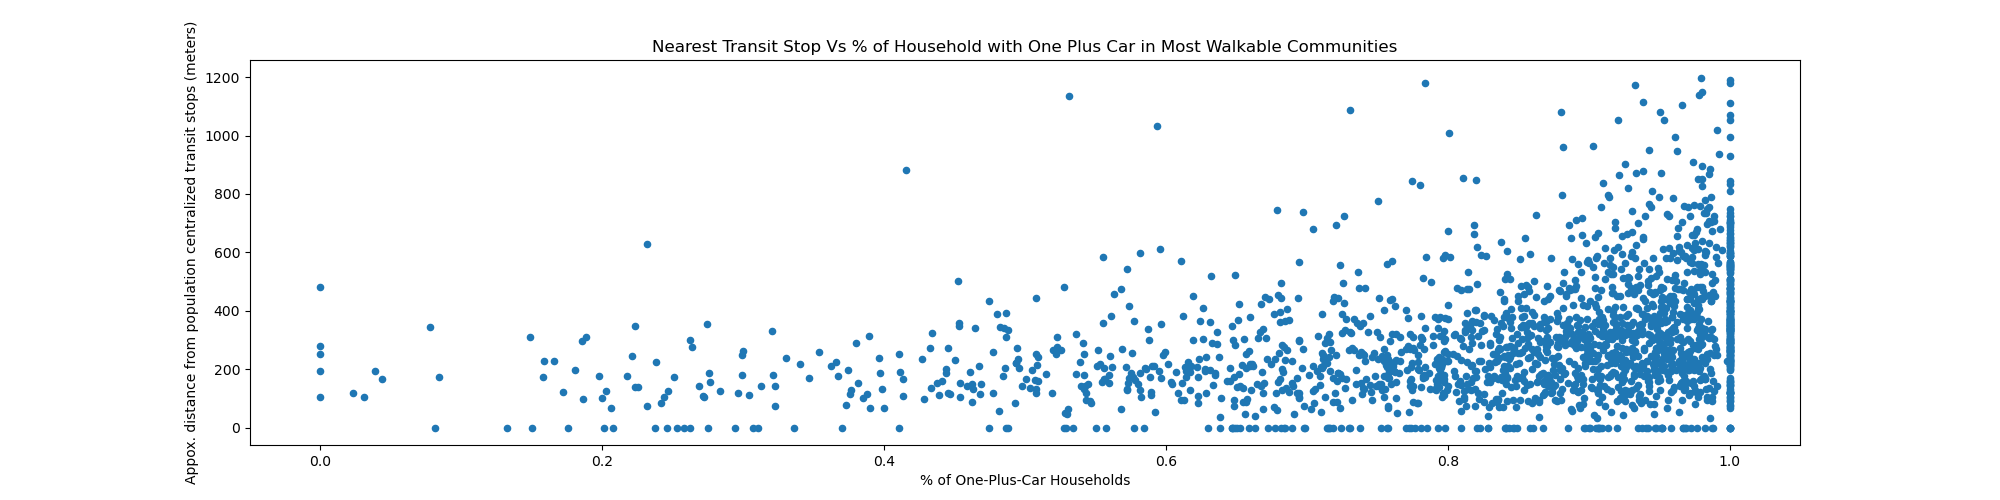 Nearest Transit Stop Vs % of Household with One Plus Car in Most Walkable Communities
Appox. distance from population centralized transit stops (meters)
1200
1000
800
600
400
200
0
0.0 0.2 0.4 0.6 0.8 1.0
% of One-Plus-Car Households